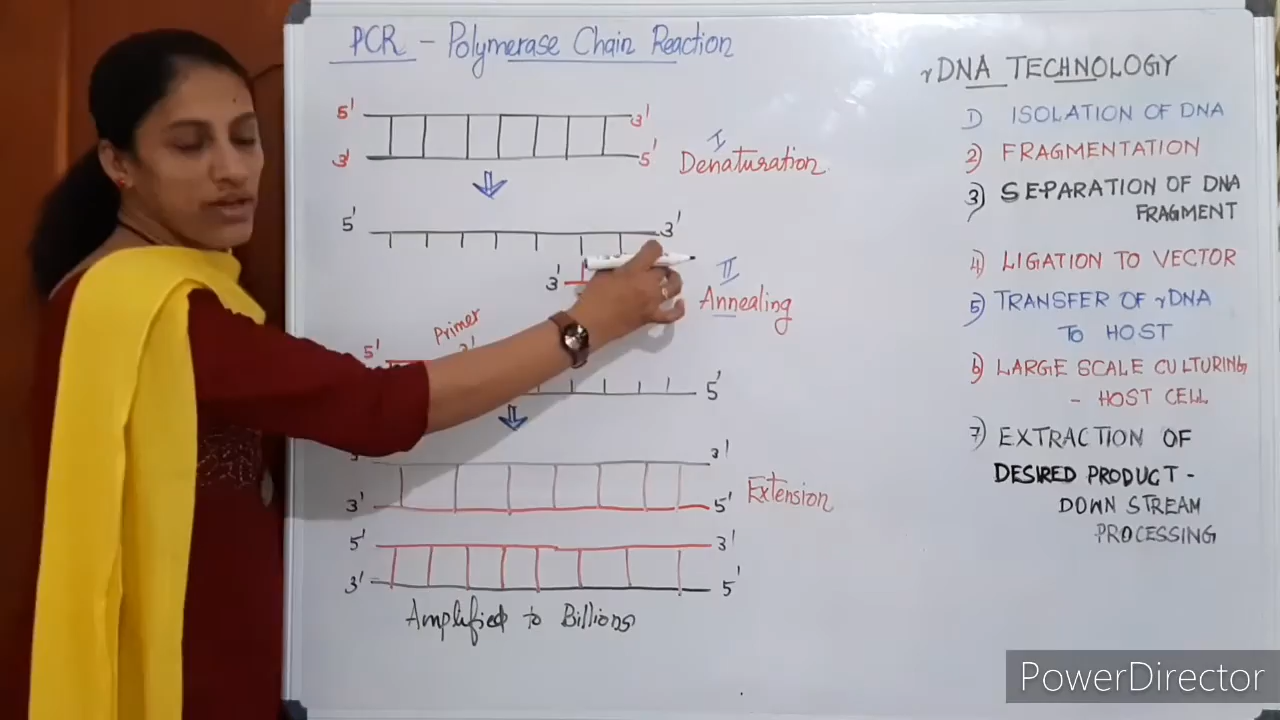 PCR - Polymerase Chain Reaction
5' 3'
3' 5'
I
Denaturation
5' 3'
3'
II
Annealing
Primer
5' 3'
5'
3'
3' 5'
Extension
5' 3'
3' 5'
Amplified to Billions
rDNA TECHNOLOGY
1) ISOLATION OF DNA
2) FRAGMENTATION
3) SEPARATION OF DNA
FRAGMENT
4) LIGATION TO VECTOR
5) TRANSFER OF rDNA
TO HOST
6) LARGE SCALE CULTURING
- HOST CELL
7) EXTRACTION OF
DESIRED PRODUCT -
DOWN STREAM
PROCESSING
PowerDirector